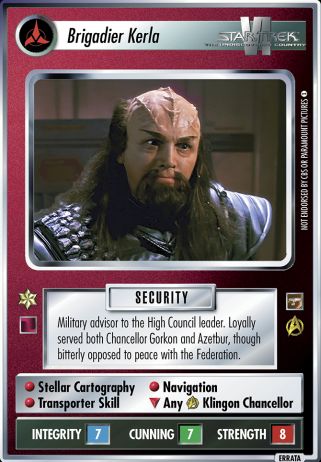 Brigadier Kerla
STAR TREK VI
THE UNDISCOVERED COUNTRY
NOT ENDORSED BY CBS OR PARAMOUNT PICTURES
SECURITY
Military advisor to the High Council leader. Loyally
served both Chancellor Gorkon and Azetbur, though
bitterly opposed to peace with the Federation.
Stellar Cartography
Navigation
Transporter Skill
Any Klingon Chancellor
INTEGRITY 7 CUNNING 7 STRENGTH 8
ERRATA